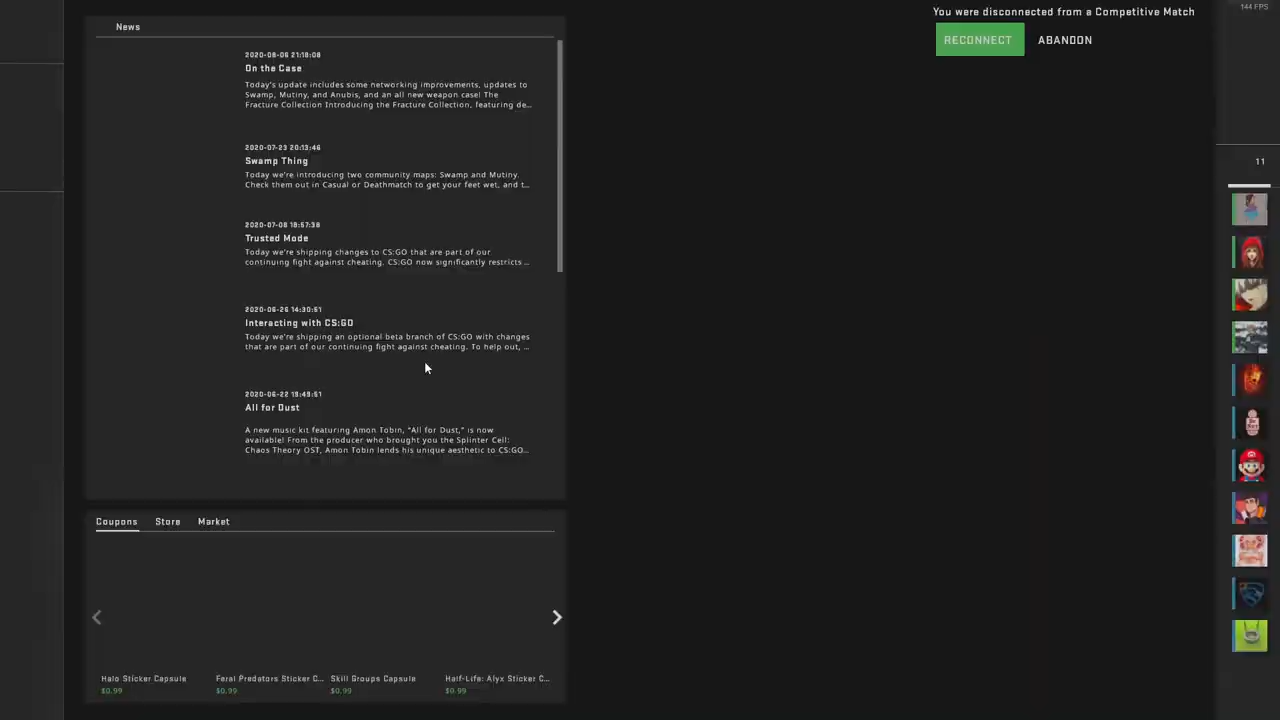 You were disconnected from a Competitive Match
144 FPS
RECONNECT
ABANDON
News
2020-08-06 21:18:08
On the Case
Today's update includes some networking improvements, updates to
Swamp, Mutiny, and Anubis, and an all new weapon case! The
Fracture Collection Introducing the Fracture Collection, featuring de...
2020-07-23 20:13:46
Swamp Thing
Today we're introducing two community maps: Swamp and Mutiny.
Check them out in Casual or Deathmatch to get your feet wet, and t...
2020-07-08 18:57:38
Trusted Mode
Today we're shipping changes to CS:GO that are part of our
continuing fight against cheating. CS:GO now significantly restricts ...
2020-06-26 14:30:51
Interacting with CS:GO
Today we're shipping an optional beta branch of CS:GO with changes
that are part of our continuing fight against cheating. To help out, ...
2020-06-22 19:49:51
All for Dust
A new music kit featuring Amon Tobin, "All for Dust," is now
available! From the producer who brought you the Splinter Cell:
Chaos Theory OST, Amon Tobin lends his unique aesthetic to CS:GO...
11
Coupons
Store
Market
Halo Sticker Capsule
$0.99
Feral Predators Sticker C...
$0.99
Skill Groups Capsule
$0.99
Half-Life: Alyx Sticker C...
$0.99